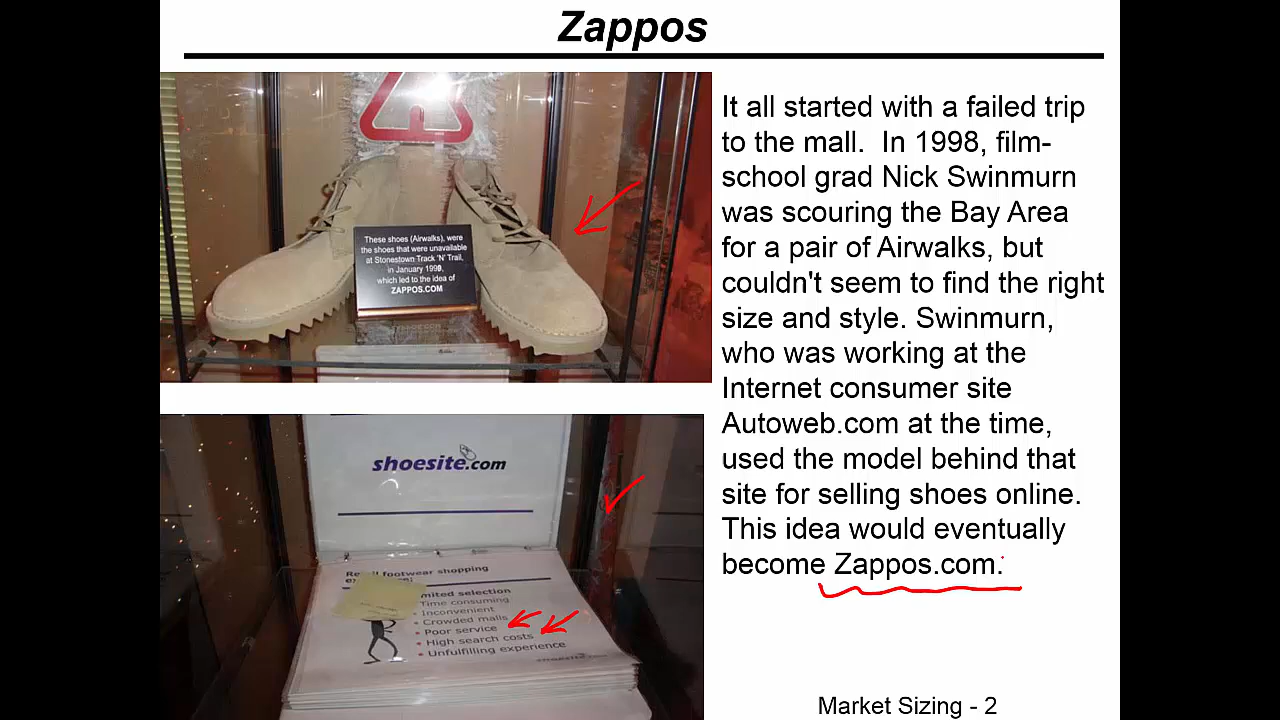 Zappos
These shoes (Airwalks), were
the shoes that were unavailable
at Stonestown Track 'N' Trail,
in January 1999,
which led to the idea of
ZAPPOS.COM
It all started with a failed trip
to the mall.  In 1998, film-
school grad Nick Swinmurn
was scouring the Bay Area
for a pair of Airwalks, but
couldn't seem to find the right
size and style. Swinmurn,
who was working at the
Internet consumer site
Autoweb.com at the time,
used the model behind that
site for selling shoes online.
This idea would eventually
become Zappos.com.
shoesite.com
footwear shopping
selection
Time consuming
• Inconvenient
• Crowded malls
• Poor service
• High search costs
• Unfulfilling experience
shoesite.com
Market Sizing - 2